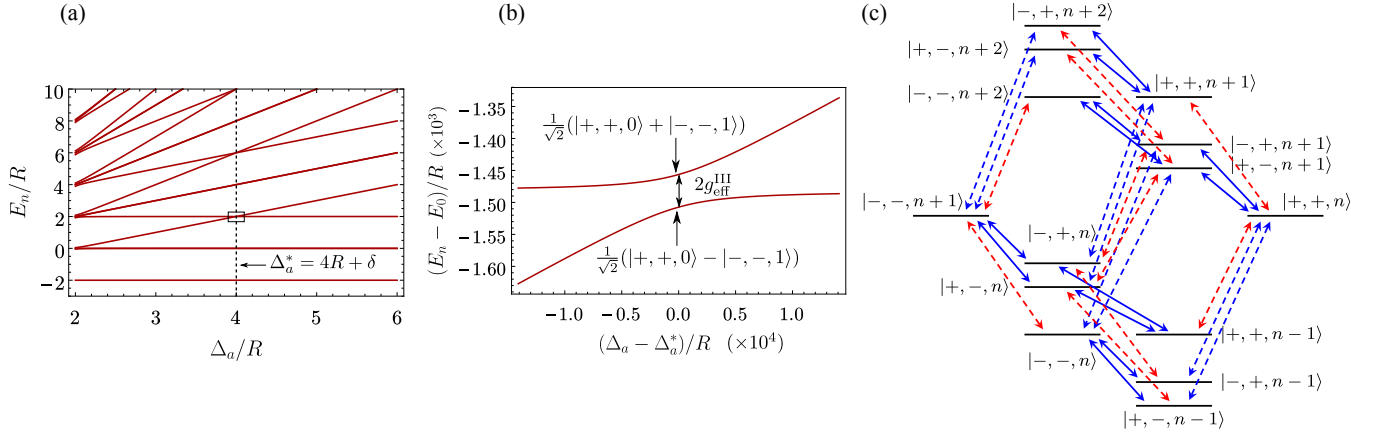 (a)
10
8
6
4
2
0
−2
E_n/R
2
3
4
5
6
Δ_a/R
Δ_a^* = 4R + δ
(b)
−1.35
−1.40
−1.45
−1.50
−1.55
−1.60
(E_n − E_0)/R (×10^3)
1/√2(|+, +, 0⟩ + |−, −, 1⟩)
2g_eff^III
1/√2(|+, +, 0⟩ − |−, −, 1⟩)
−1.0
−0.5
0.0
0.5
1.0
(Δ_a − Δ_a^*)/R (×10^4)
(c)
|−, +, n+2⟩
|+, −, n+2⟩
|−, −, n+2⟩
|+, +, n+1⟩
|−, +, n+1⟩
|+, −, n+1⟩
|−, −, n+1⟩
|+, +, n⟩
|−, +, n⟩
|+, −, n⟩
|−, −, n⟩
|+, +, n−1⟩
|−, +, n−1⟩
|+, −, n−1⟩